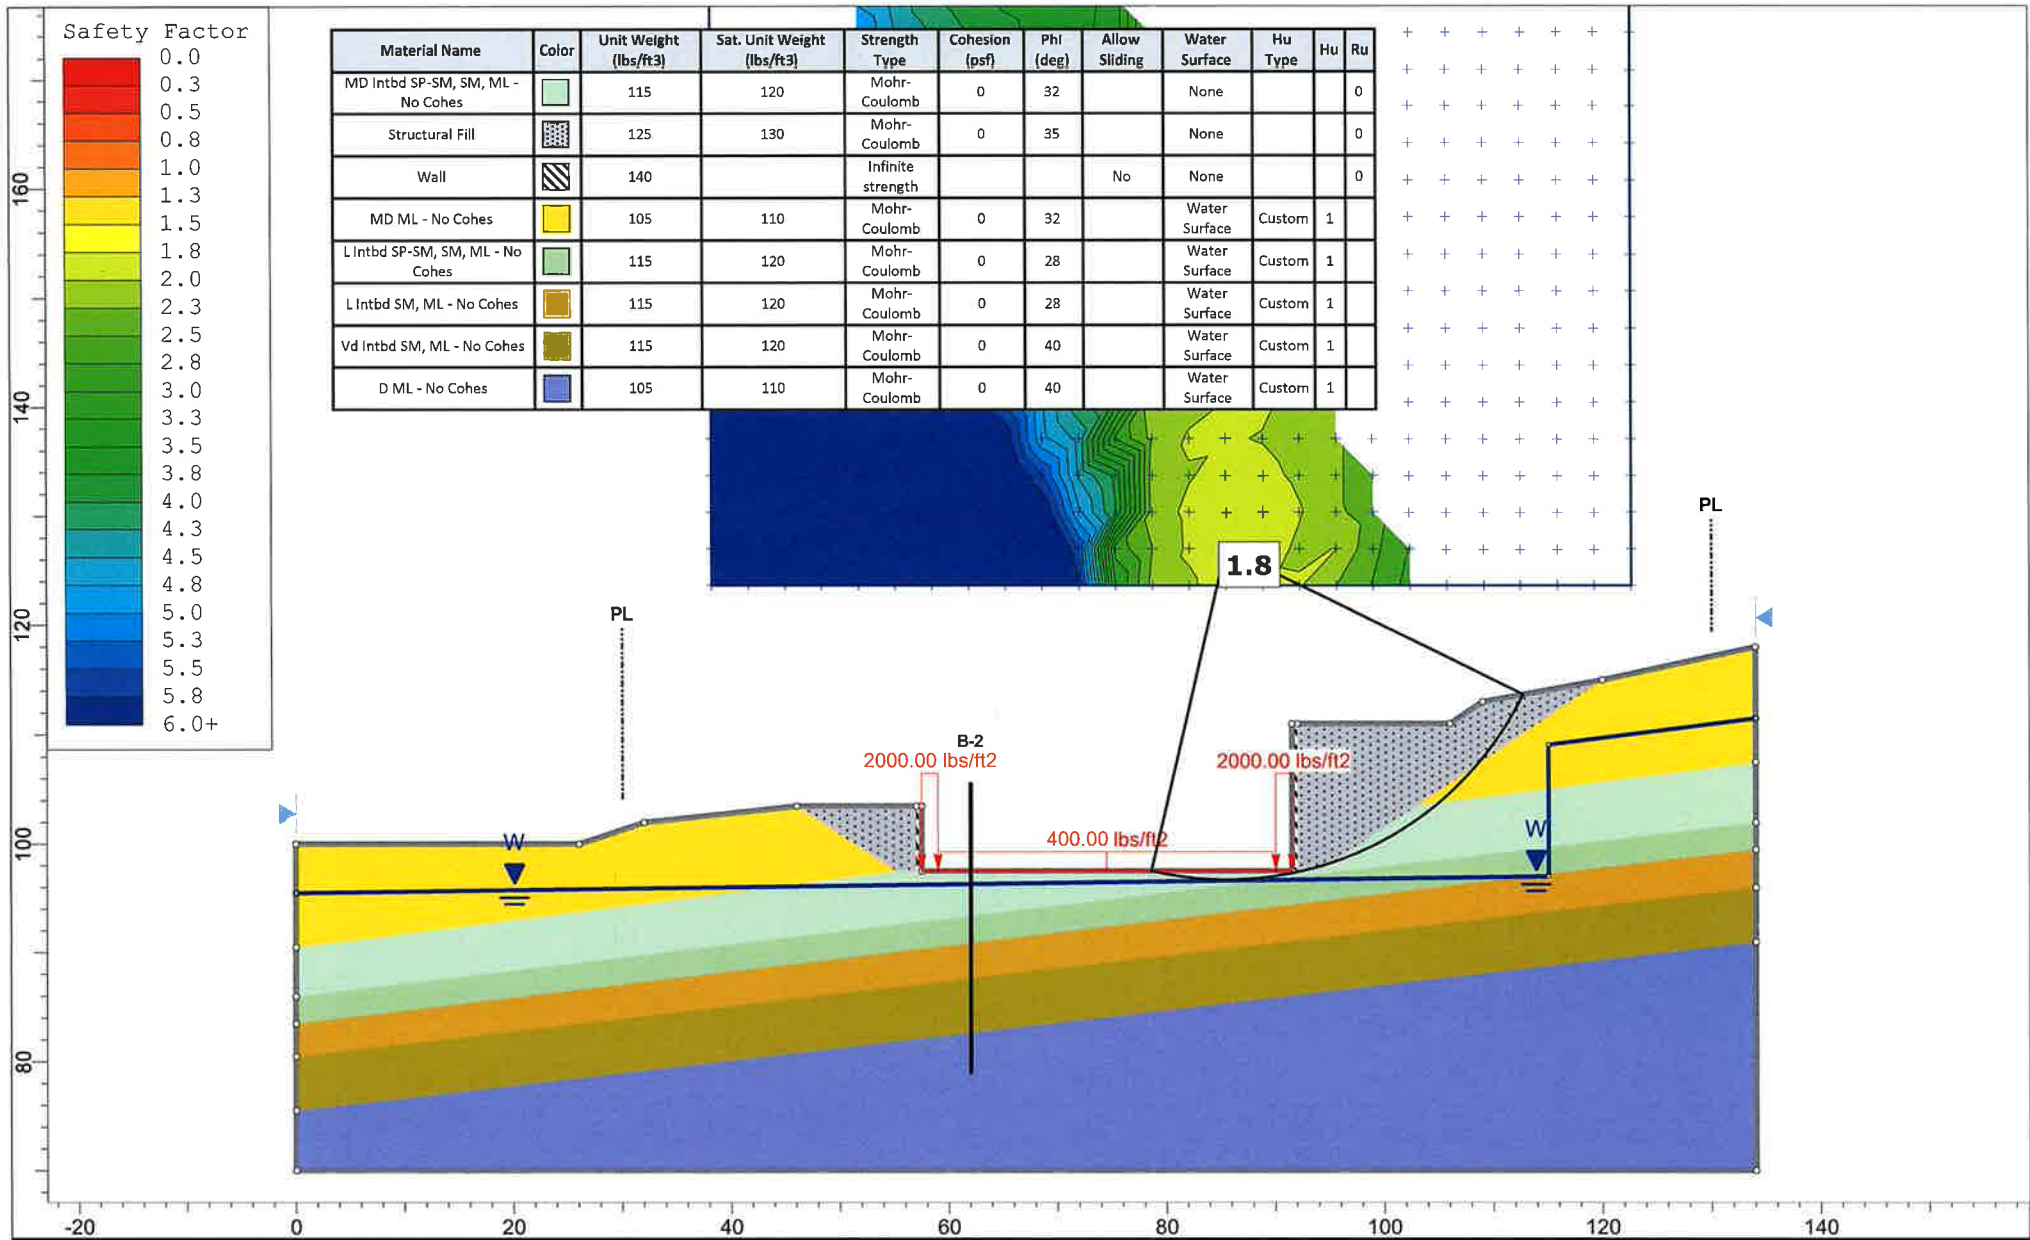 Safety Factor
0.0
0.3
0.5
0.8
1.0
1.3
1.5
1.8
2.0
2.3
2.5
2.8
3.0
3.3
3.5
3.8
4.0
4.3
4.5
4.8
5.0
5.3
5.5
5.8
6.0+
Material Name Color Unit Weight (lbs/ft3) Sat. Unit Weight (lbs/ft3) Strength Type Cohesion (psf) Phi (deg) Allow Sliding Water Surface Hu Type Hu Ru
MD Intbd SP-SM, SM, ML - No Cohes 115 120 Mohr-Coulomb 0 32 None 0
Structural Fill 125 130 Mohr-Coulomb 0 35 None 0
Wall 140 Infinite strength No None 0
MD ML - No Cohes 105 110 Mohr-Coulomb 0 32 Water Surface Custom 1
L Intbd SP-SM, SM, ML - No Cohes 115 120 Mohr-Coulomb 0 28 Water Surface Custom 1
L Intbd SM, ML - No Cohes 115 120 Mohr-Coulomb 0 28 Water Surface Custom 1
Vd Intbd SM, ML - No Cohes 115 120 Mohr-Coulomb 0 40 Water Surface Custom 1
D ML - No Cohes 105 110 Mohr-Coulomb 0 40 Water Surface Custom 1
160
140
120
100
80
PL
1.8
PL
B-2
2000.00 lbs/ft2
2000.00 lbs/ft2
400.00 lbs/ft2
W
W
-20 0 20 40 60 80 100 120 140